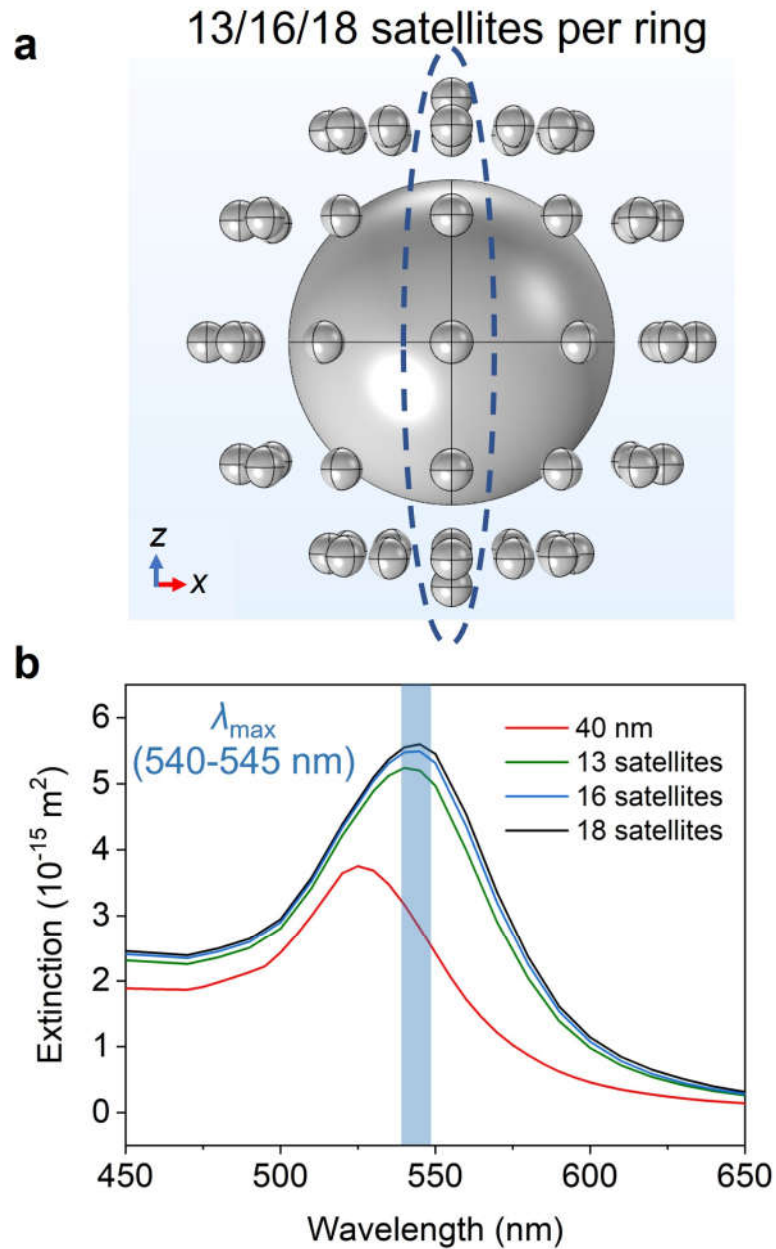 13/16/18 satellites per ring
a
z
x
b
λmax
(540-545 nm)
40 nm
13 satellites
16 satellites
18 satellites
Extinction (10⁻¹⁵ m²)
6
5
4
3
2
1
0
450 500 550 600 650
Wavelength (nm)